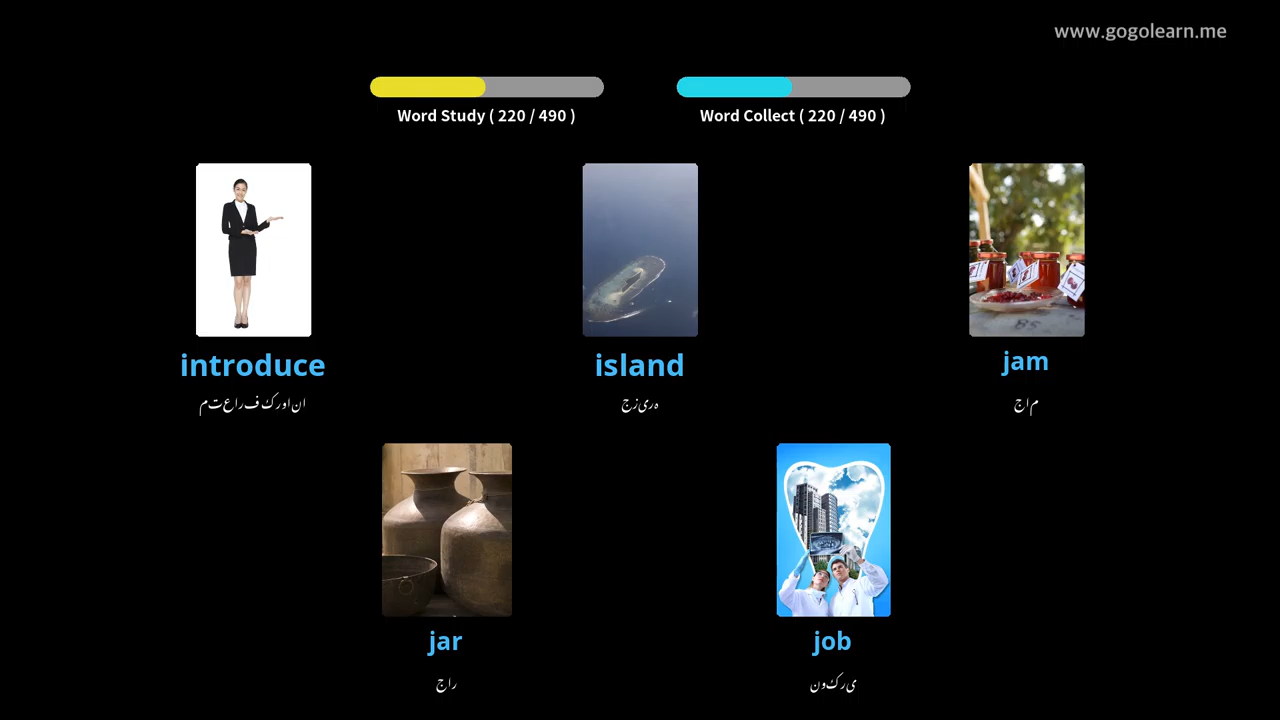 www.gogolearn.me
Word Study ( 220 / 490 )
Word Collect ( 220 / 490 )
introduce
متعارف کروانا
island
جزیرہ
jam
جام
jar
جار
job
نوکری